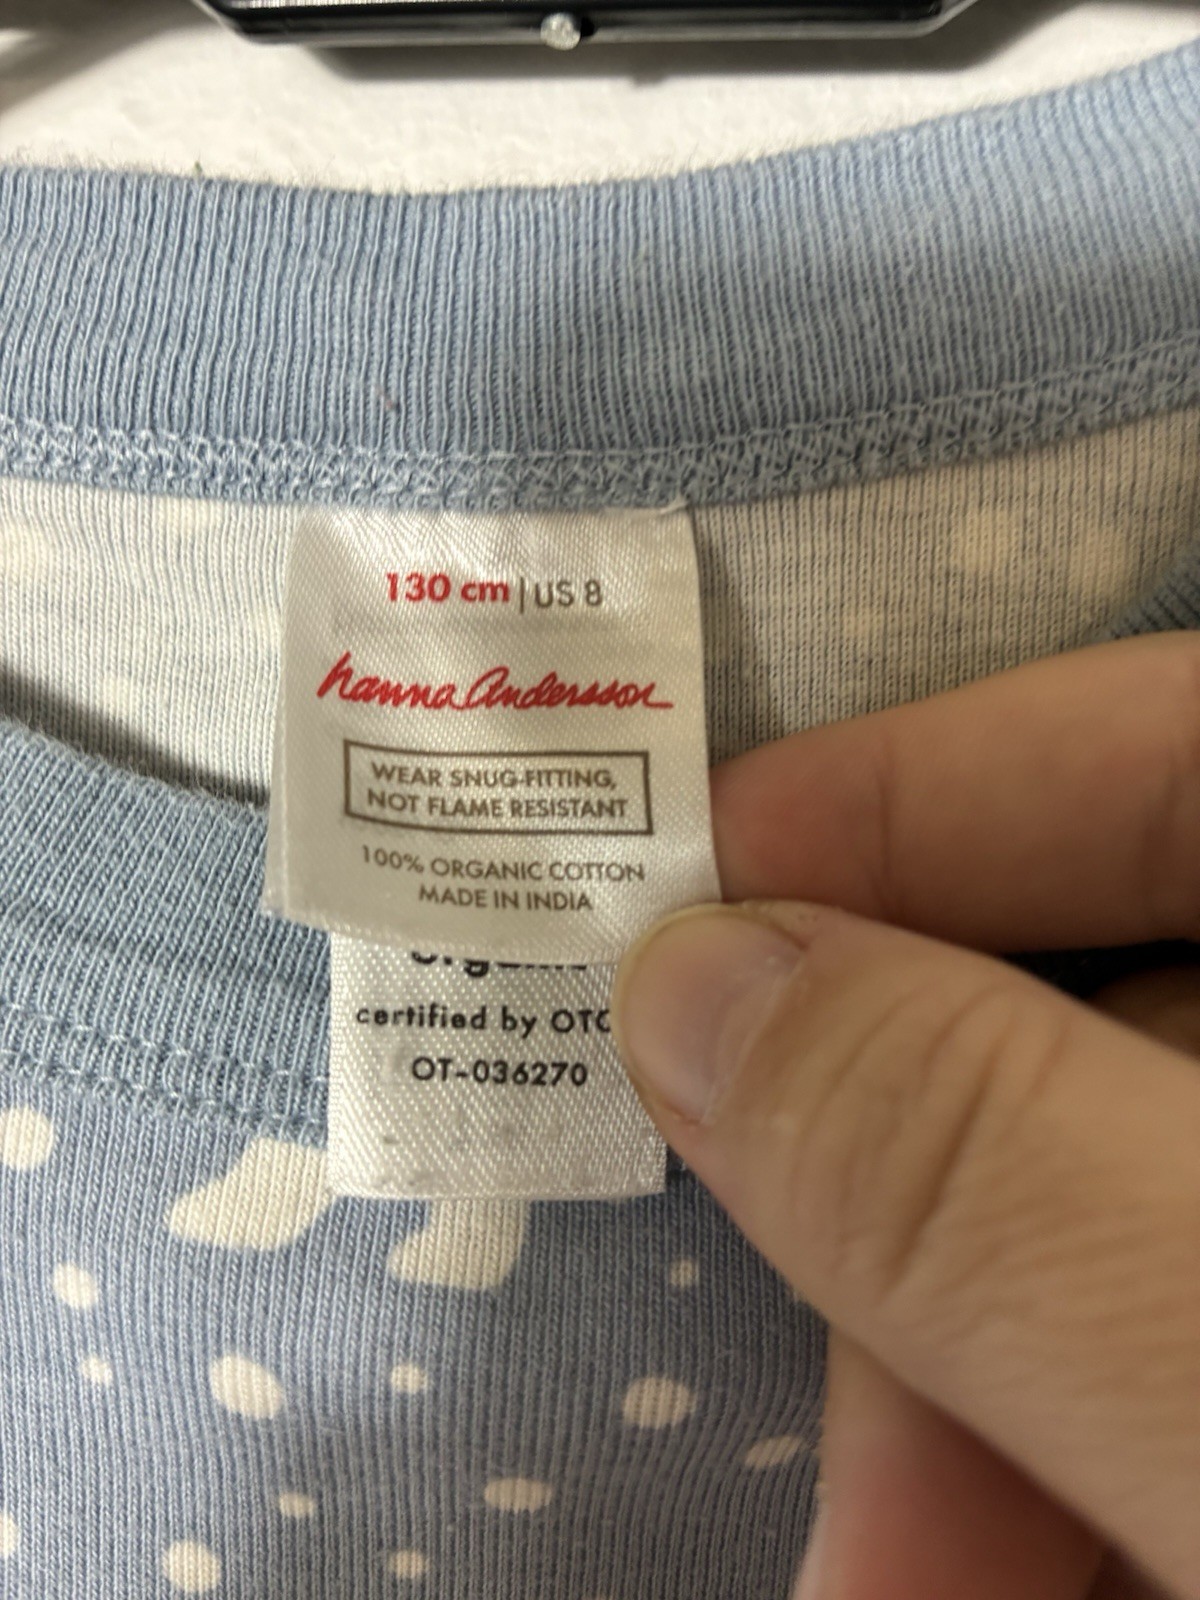 130 cm | US 8
hanna Andersson
WEAR SNUG-FITTING,
NOT FLAME RESISTANT
100% ORGANIC COTTON
MADE IN INDIA
certified by
OT-036270